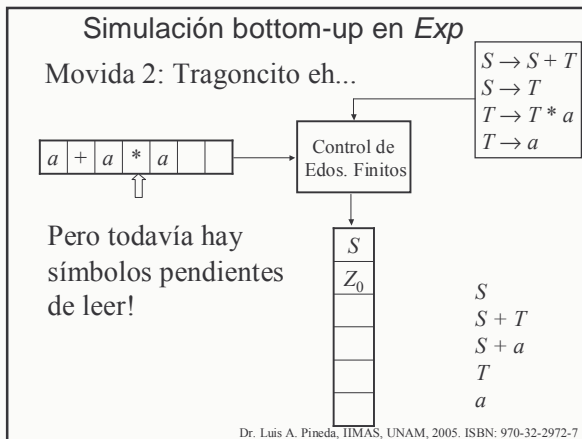 Simulación bottom-up en Exp
Movida 2: Tragoncito eh...
S → S + T
S → T
T → T * a
T → a
a + a * a
Control de
Edos. Finitos
Pero todavía hay
símbolos pendientes
de leer!
S
Z₀
S
S + T
S + a
T
a
Dr. Luis A. Pineda, IIMAS, UNAM, 2005. ISBN: 970-32-2972-7